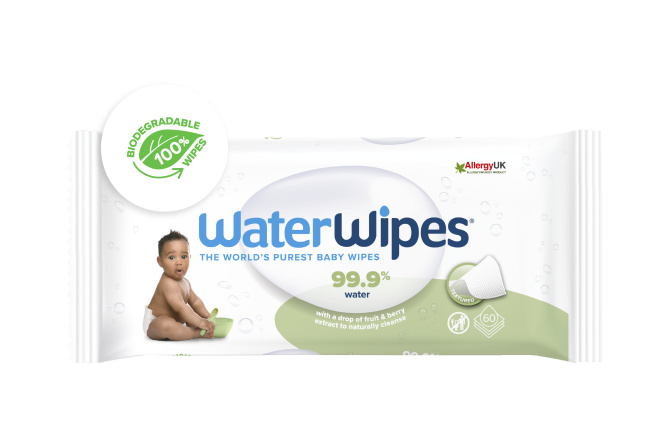 BIODEGRADABLE
100%
WIPES
AllergyUK
WaterWipes®
THE WORLD'S PUREST BABY WIPES
99.9%
water
with a drop of fruit & berry
extract to naturally cleanse
TEXTURED
60